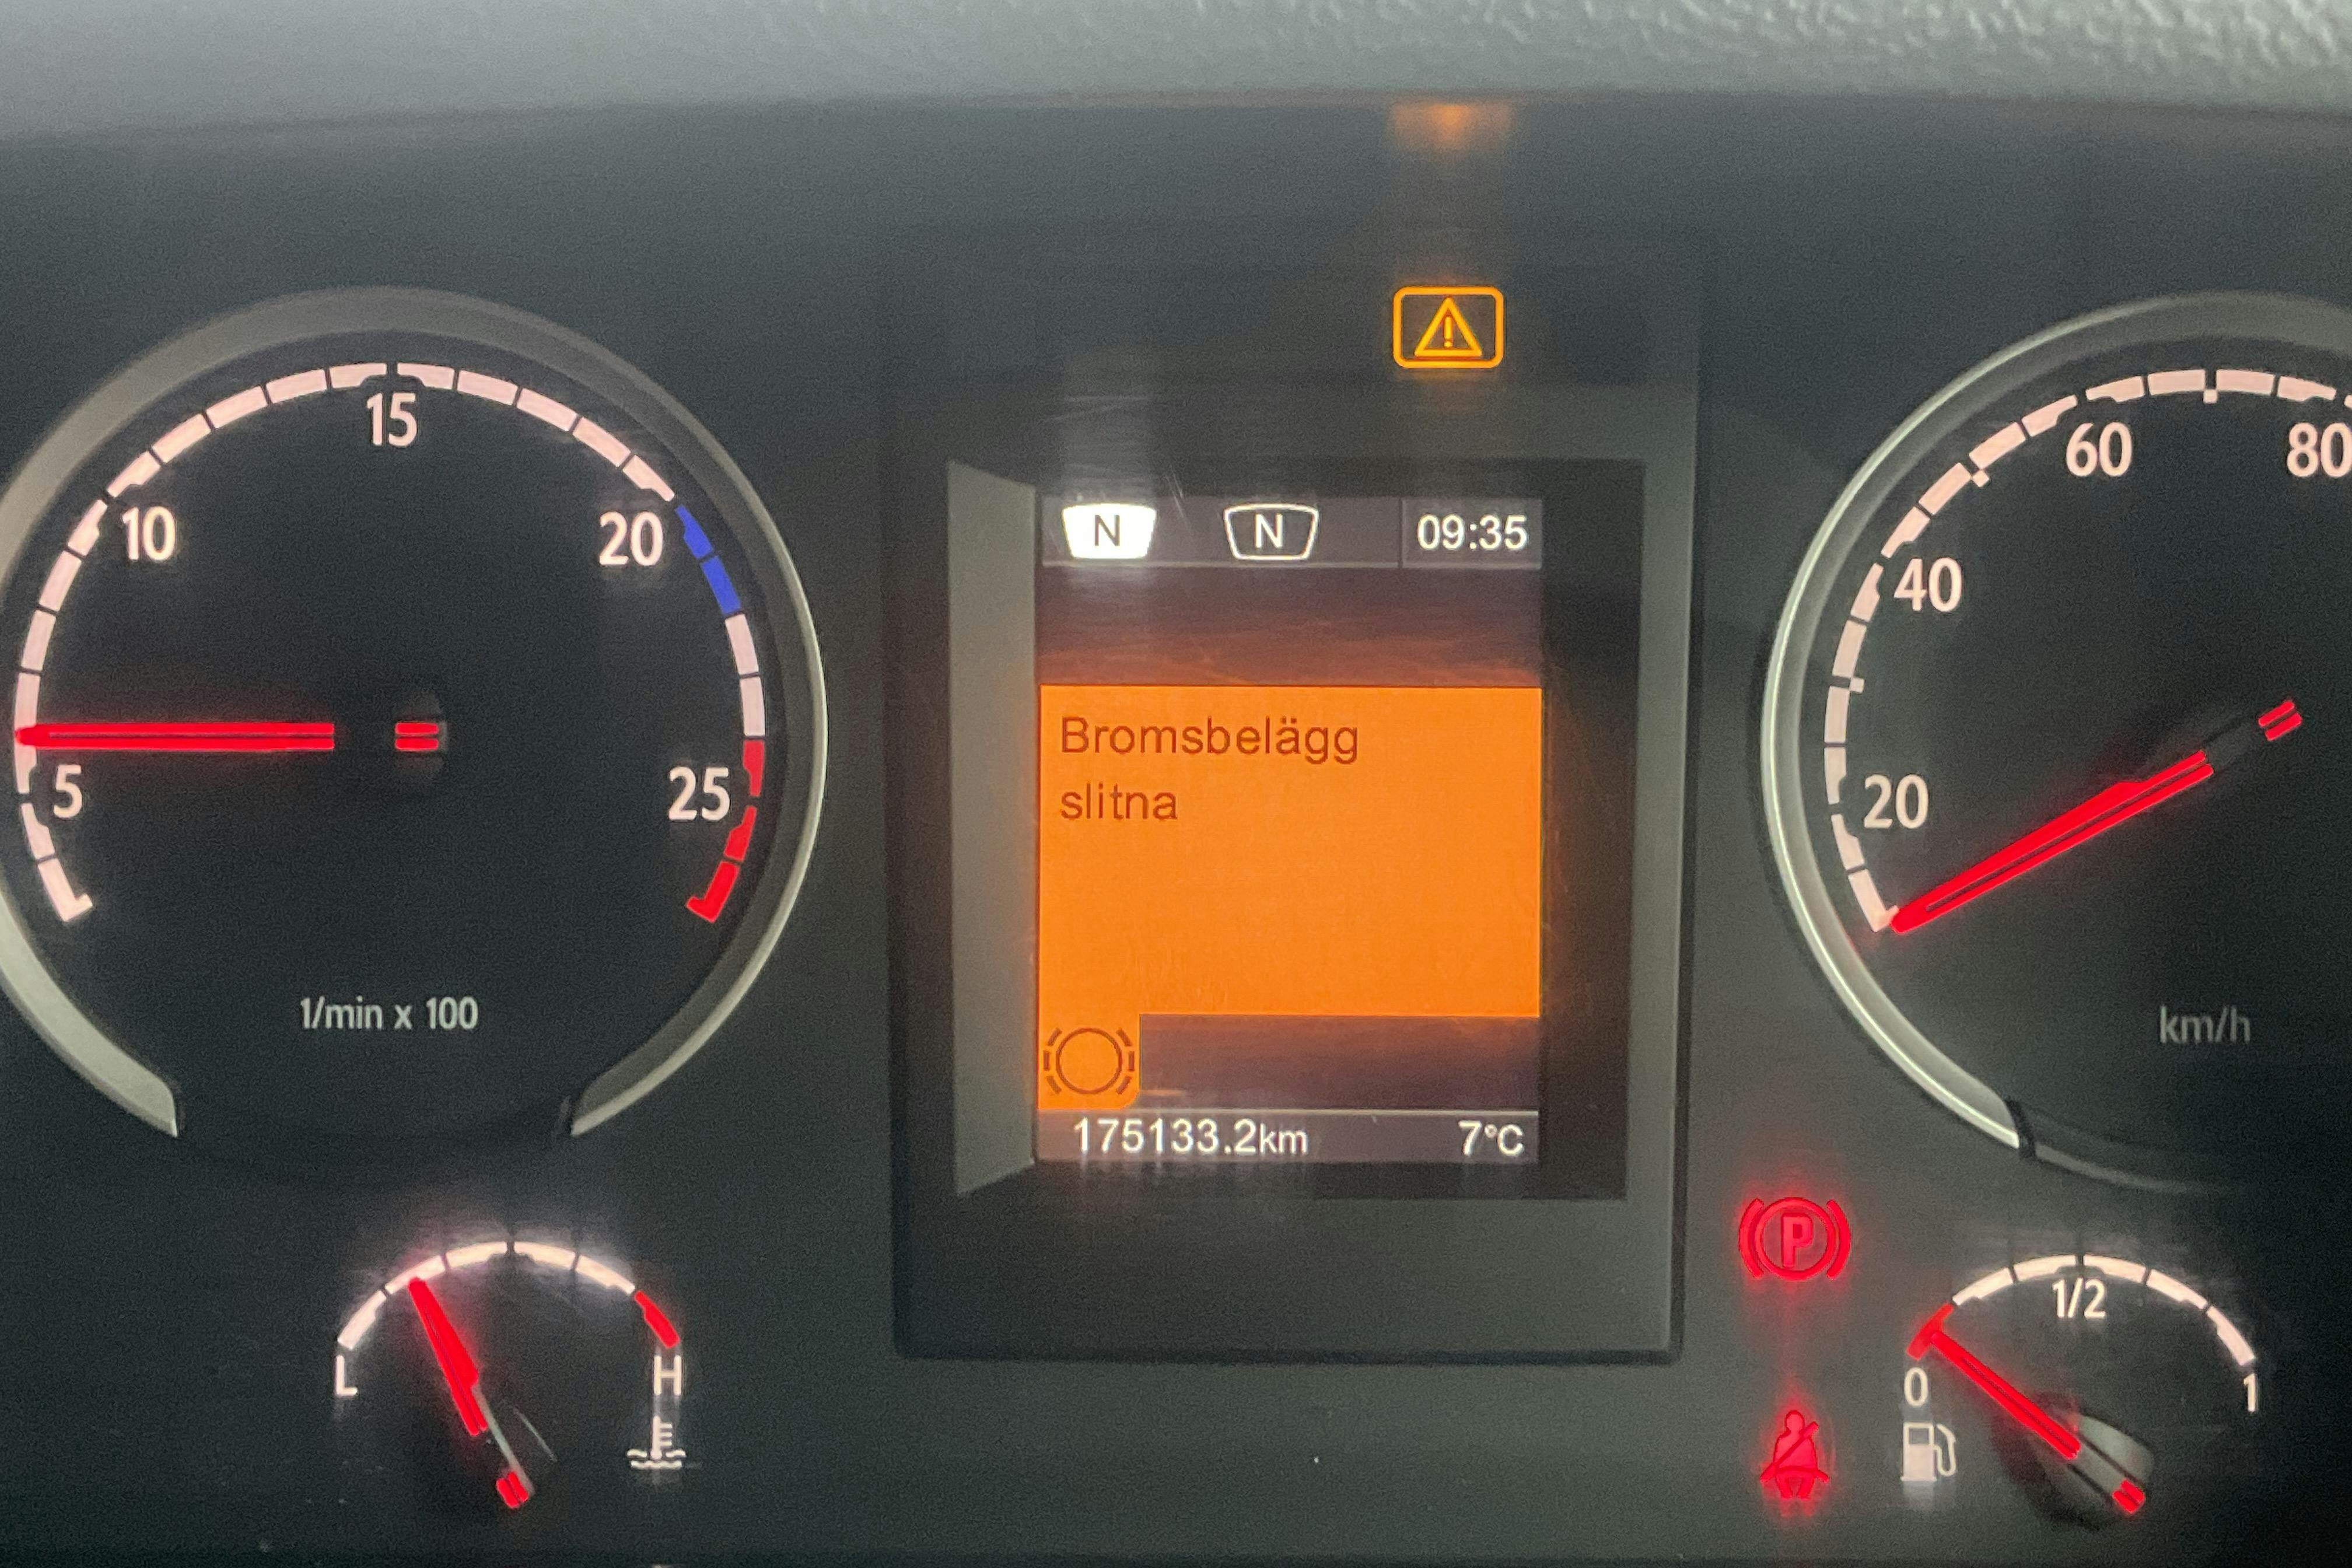 15
10
20
5
25
1/min x 100
L
H
N N 09:35
Bromsbelägg
slitna
175133.2km 7°C
60
80
40
20
km/h
P
1/2
0
1